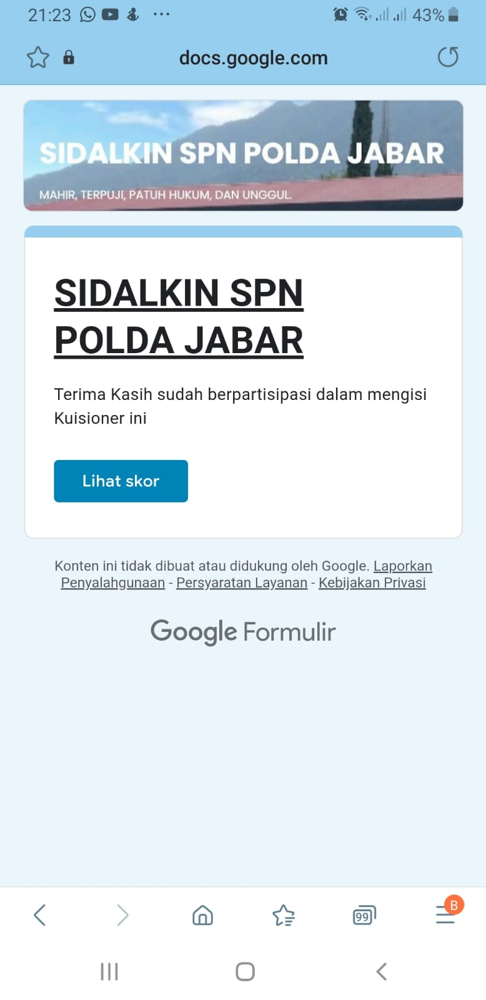 21:23 ... 43%
docs.google.com
SIDALKIN SPN POLDA JABAR
MAHIR, TERPUJI, PATUH HUKUM, DAN UNGGUL.
SIDALKIN SPN
POLDA JABAR
Terima Kasih sudah berpartisipasi dalam mengisi
Kuisioner ini
Lihat skor
Konten ini tidak dibuat atau didukung oleh Google. Laporkan
Penyalahgunaan - Persyaratan Layanan - Kebijakan Privasi
Google Formulir
99 B